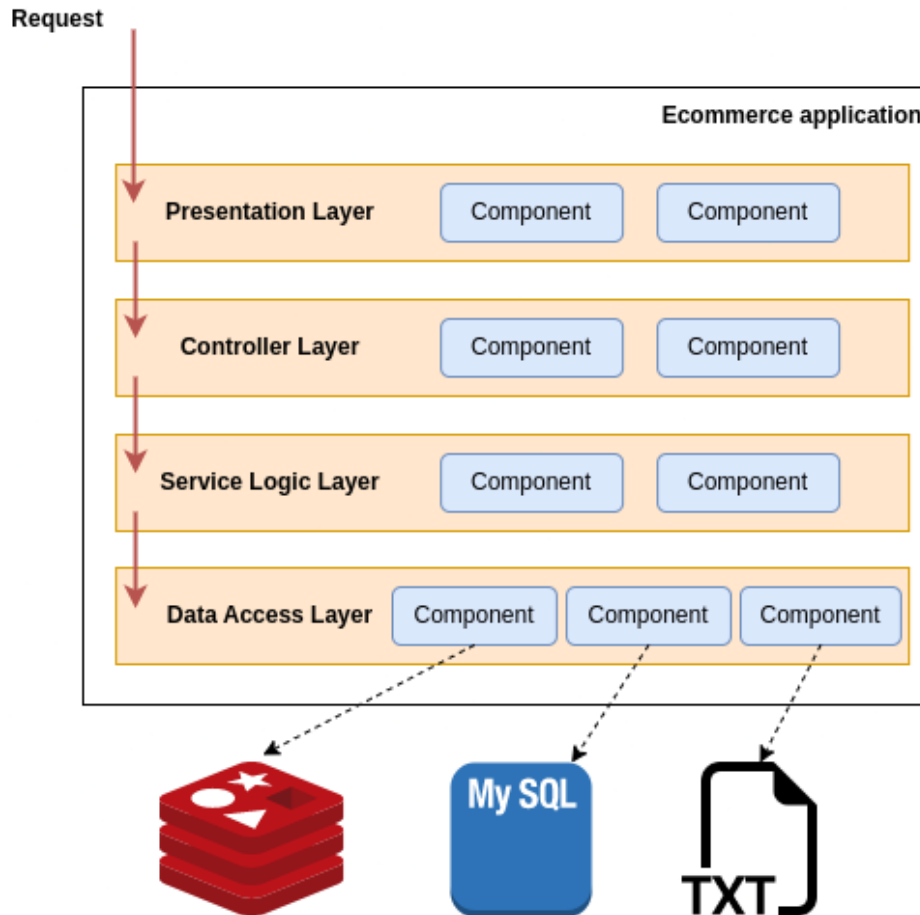 Request
Ecommerce application
Presentation Layer Component Component
Controller Layer Component Component
Service Logic Layer Component Component
Data Access Layer Component Component Component
My SQL
TXT